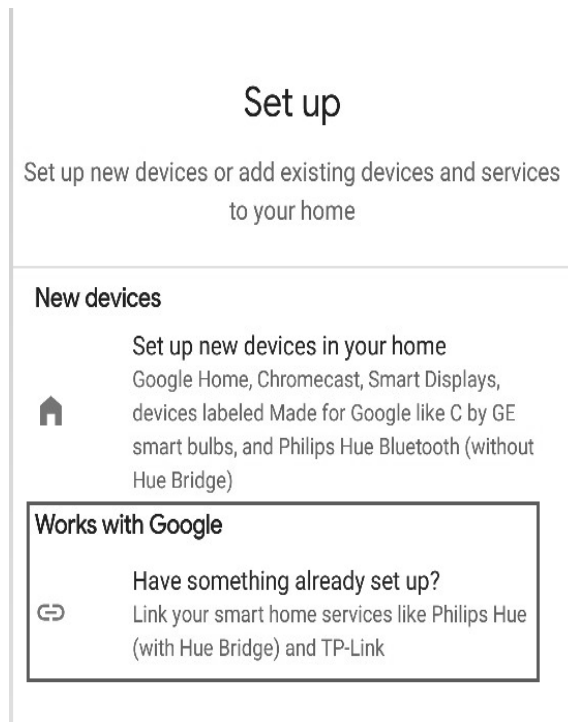 Set up
Set up new devices or add existing devices and services
to your home
New devices
Set up new devices in your home
Google Home, Chromecast, Smart Displays,
devices labeled Made for Google like C by GE
smart bulbs, and Philips Hue Bluetooth (without
Hue Bridge)
Works with Google
Have something already set up?
Link your smart home services like Philips Hue
(with Hue Bridge) and TP-Link